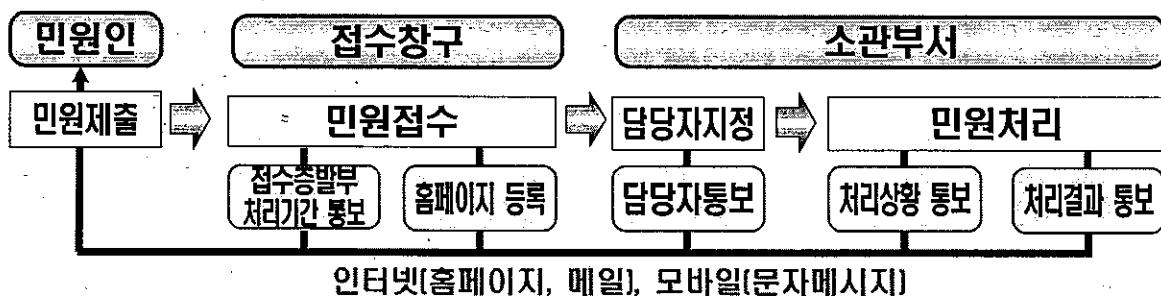 민원인
접수창구
소관부서
민원제출
민원접수
담당자지정
민원처리
접수증발부
처리기간 통보
홈페이지 등록
담당자통보
처리상황 통보
처리결과 통보
인터넷(홈페이지, 메일), 모바일(문자메시지)